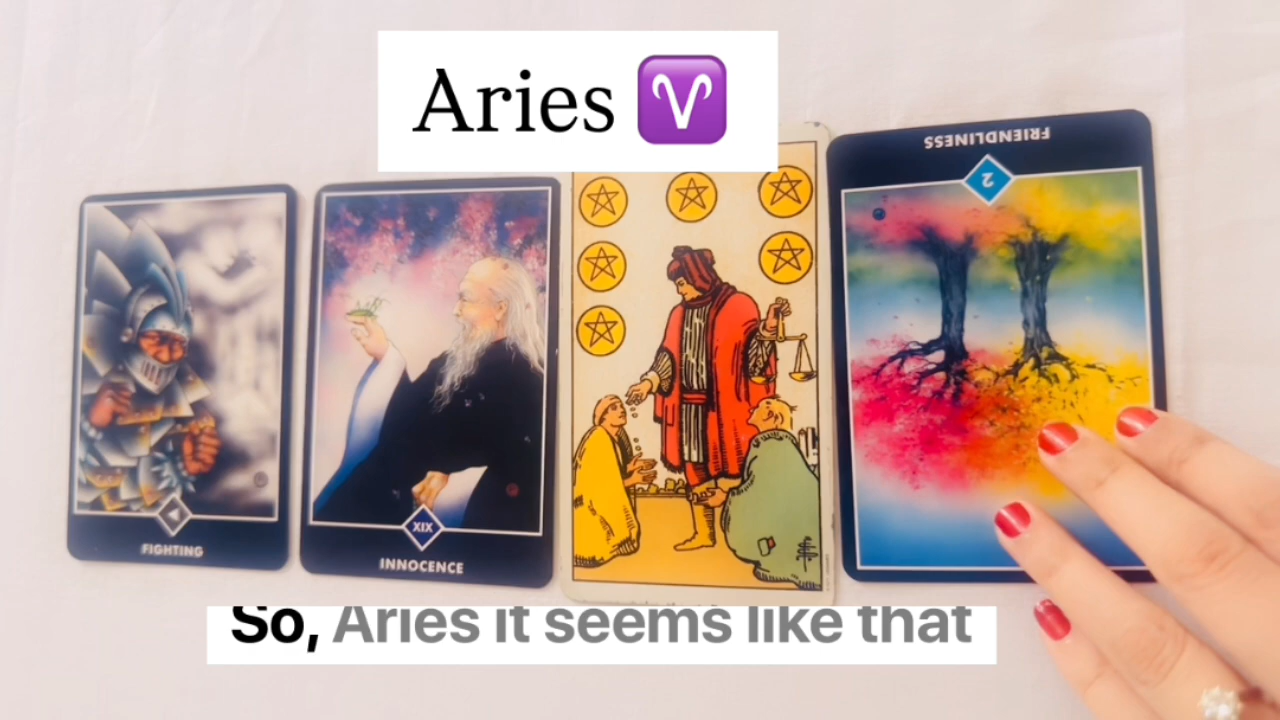 Aries ♈
FRIENDLINESS
2
FIGHTING
XIX
INNOCENCE
So, Aries it seems like that